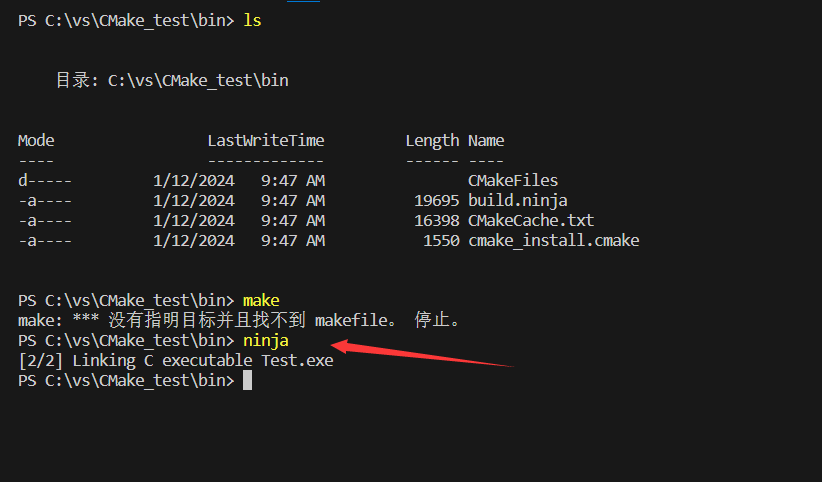 PS C:\vs\CMake_test\bin> ls
目录: C:\vs\CMake_test\bin
Mode LastWriteTime Length Name
---- ------------- ------ ----
d----- 1/12/2024 9:47 AM CMakeFiles
-a---- 1/12/2024 9:47 AM 19695 build.ninja
-a---- 1/12/2024 9:47 AM 16398 CMakeCache.txt
-a---- 1/12/2024 9:47 AM 1550 cmake_install.cmake
PS C:\vs\CMake_test\bin> make
make: *** 没有指明目标并且找不到 makefile。 停止。
PS C:\vs\CMake_test\bin> ninja
[2/2] Linking C executable Test.exe
PS C:\vs\CMake_test\bin>